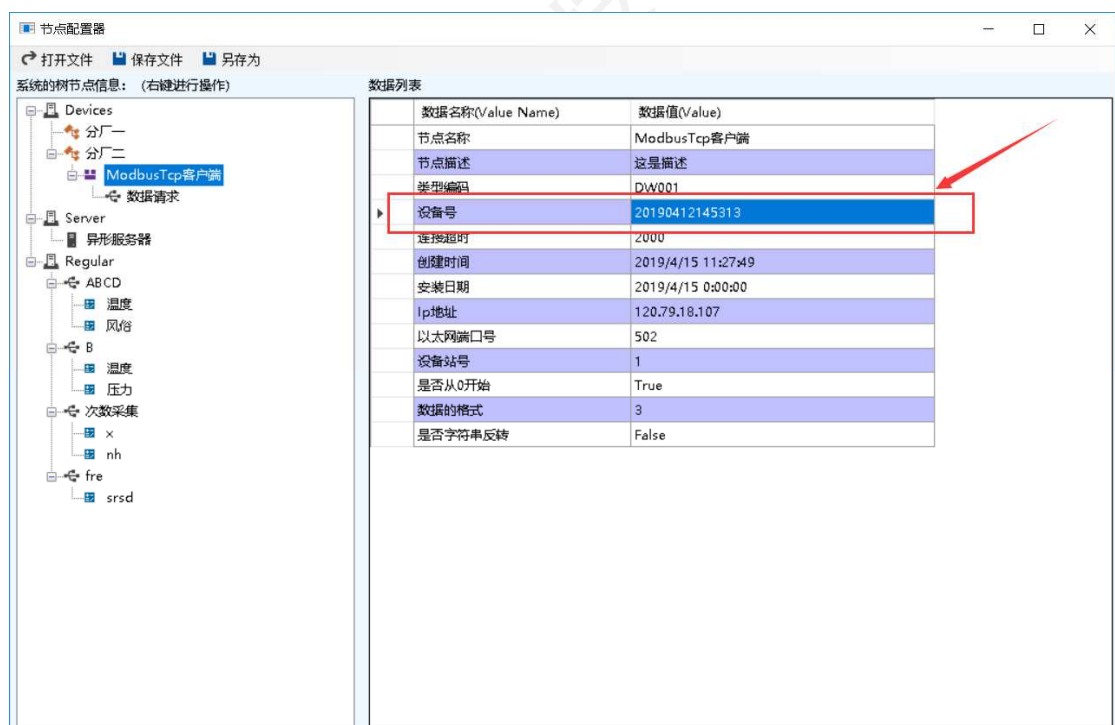 节点配置器
打开文件 保存文件 另存为
系统的树节点信息: (右键进行操作)
Devices
分厂一
分厂二
ModbusTcp客户端
数据请求
Server
异形服务器
Regular
ABCD
温度
风俗
B
温度
压力
次数采集
x
nh
fre
srsd
数据列表
数据名称(Value Name) 数据值(Value)
节点名称 ModbusTcp客户端
节点描述 这是描述
类型编码 DW001
设备号 20190412145313
连接超时 2000
创建时间 2019/4/15 11:27:49
安装日期 2019/4/15 0:00:00
Ip地址 120.79.18.107
以太网端口号 502
设备站号 1
是否从0开始 True
数据的格式 3
是否字符串反转 False